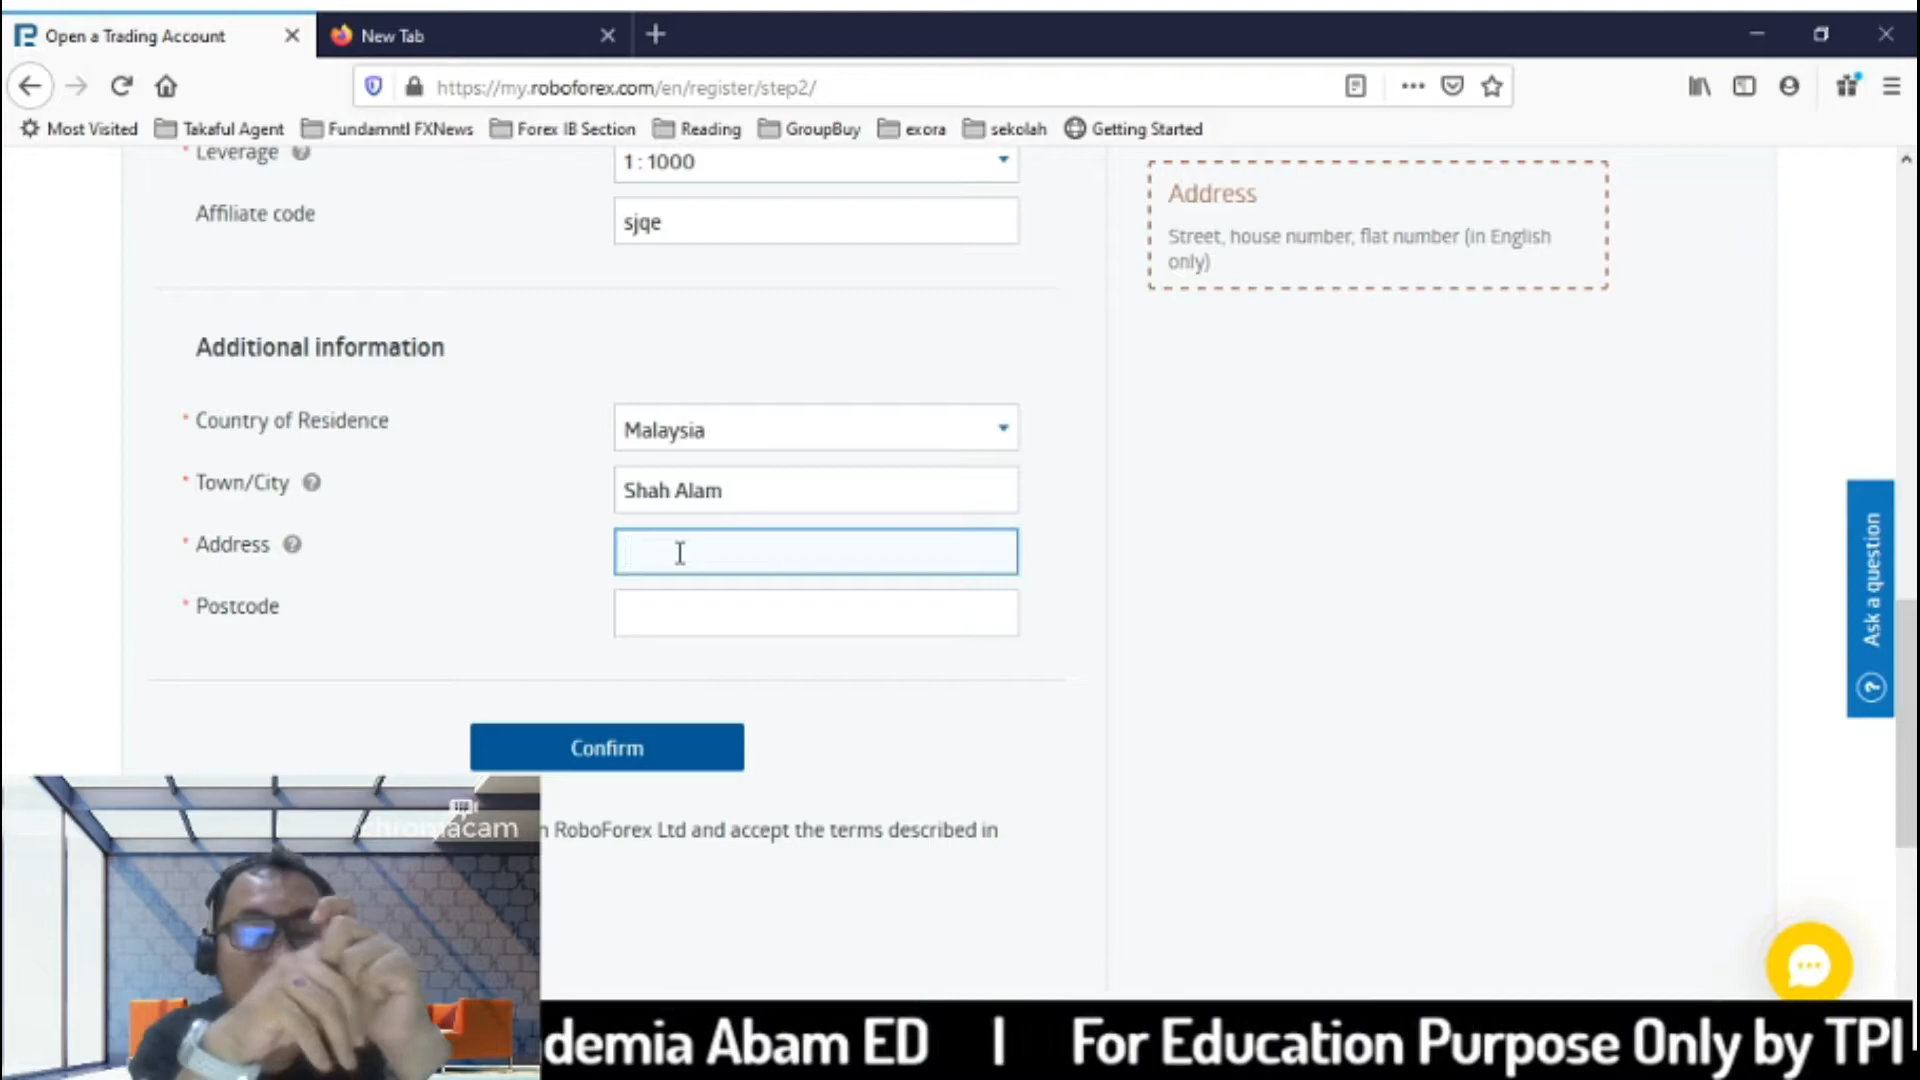 Open a Trading Account
New Tab
https://my.roboforex.com/en/register/step2/
Most Visited Takaful Agent Fundamntl FXNews Forex IB Section Reading GroupBuy exora sekolah Getting Started
* Leverage ?
1 : 1000
Affiliate code
sjqe
Address
Street, house number, flat number (in English
only)
Additional information
* Country of Residence
Malaysia
* Town/City ?
Shah Alam
* Address ?
* Postcode
Confirm
Ask a question
?
chromacam
RoboForex Ltd and accept the terms described in
demia Abam ED | For Education Purpose Only by TPI